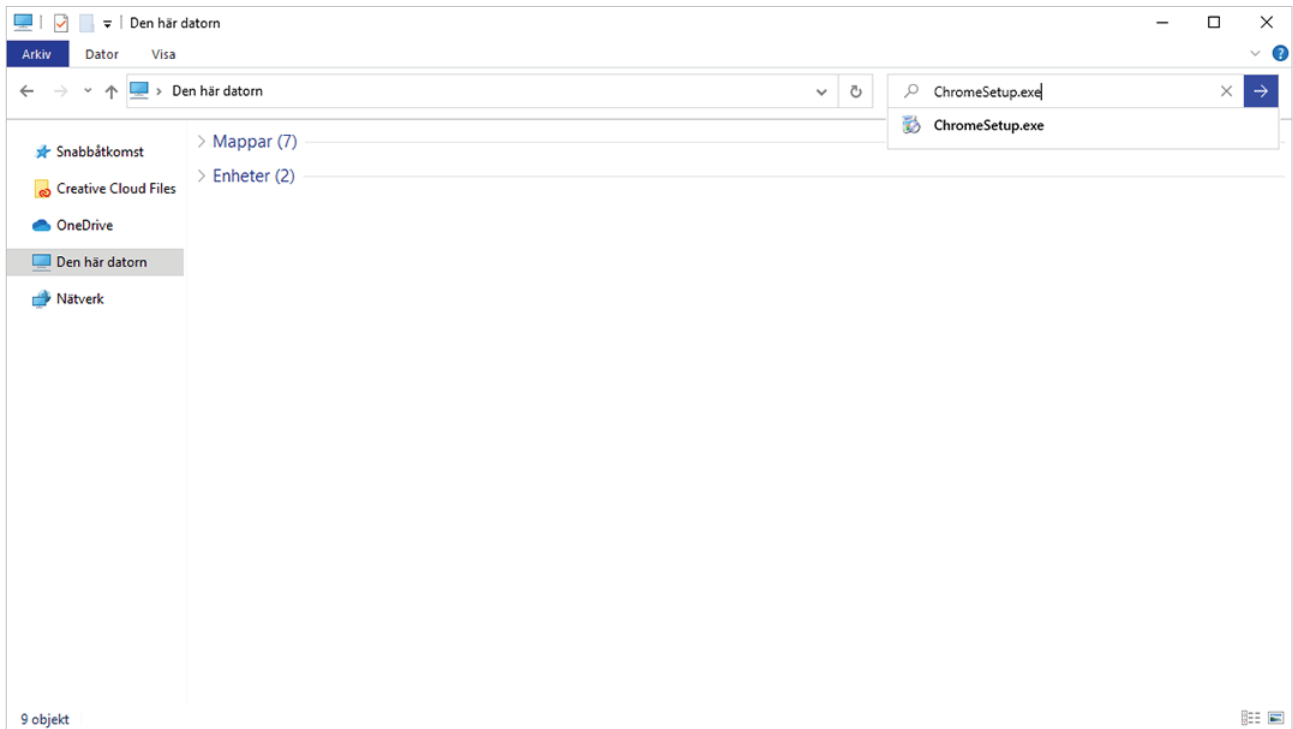 Den här datorn
Arkiv Dator Visa
Den här datorn
ChromeSetup.exe
ChromeSetup.exe
Snabbåtkomst
Creative Cloud Files
OneDrive
Den här datorn
Nätverk
Mappar (7)
Enheter (2)
9 objekt